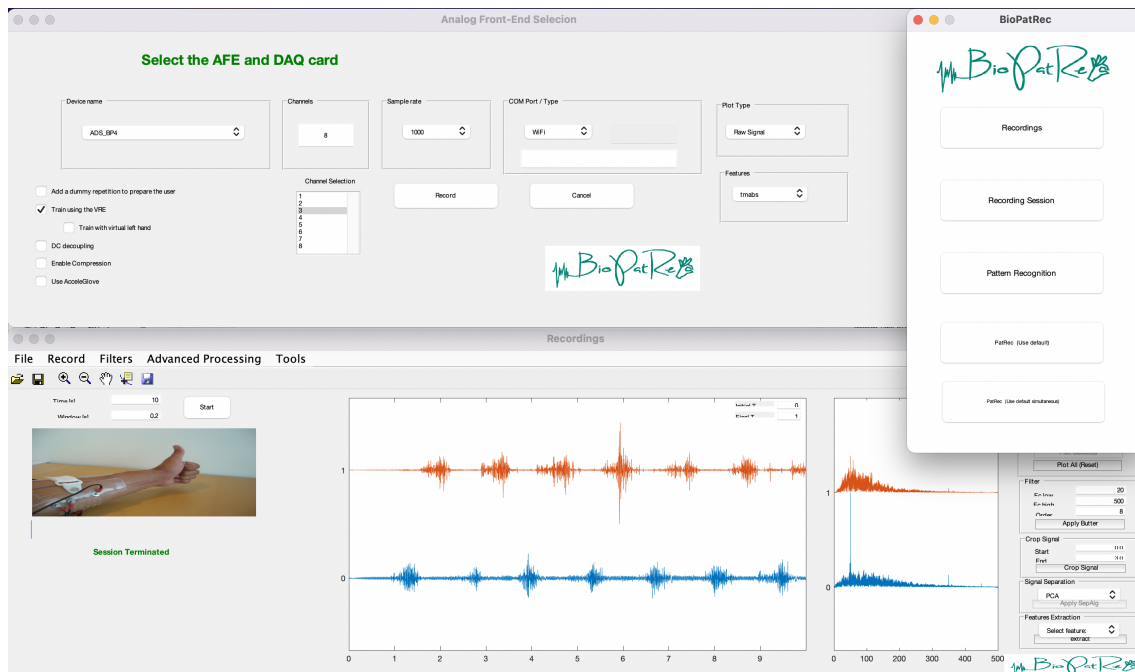 Analog Front-End Selecion
Select the AFE and DAQ card
Device name
ADS_BP4
Channels
8
Sample rate
1000
COM Port / Type
WiFi
Plot Type
Raw Signal
Features
tmabs
Add a dummy repetition to prepare the user
Train using the VRE
Train with virtual left hand
DC decoupling
Enable Compression
Use AcceleGlove
Channel Selection
1
2
3
4
5
6
7
8
Record
Cancel
BioPatRec
BioPatRec
BioPatRec
Recordings
Recording Session
Pattern Recognition
PatRec (Use default)
PatRec (Use default simultaneous)
Recordings
File Record Filters Advanced Processing Tools
Time [s] 10
Window [s] 0.2
Start
Session Terminated
0
1
1
0
0 1 2 3 4 5 6 7 8 9
1
0
0 100 200 300 400 500
Plot All (Reset)
Filter
Fc low 20
Fc high 500
Order 8
Apply Butter
Crop Signal
Start
End
Crop Signal
Signal Separation
PCA
Apply SepAlg
Features Extraction
Select feature:
extract
BioPatRec